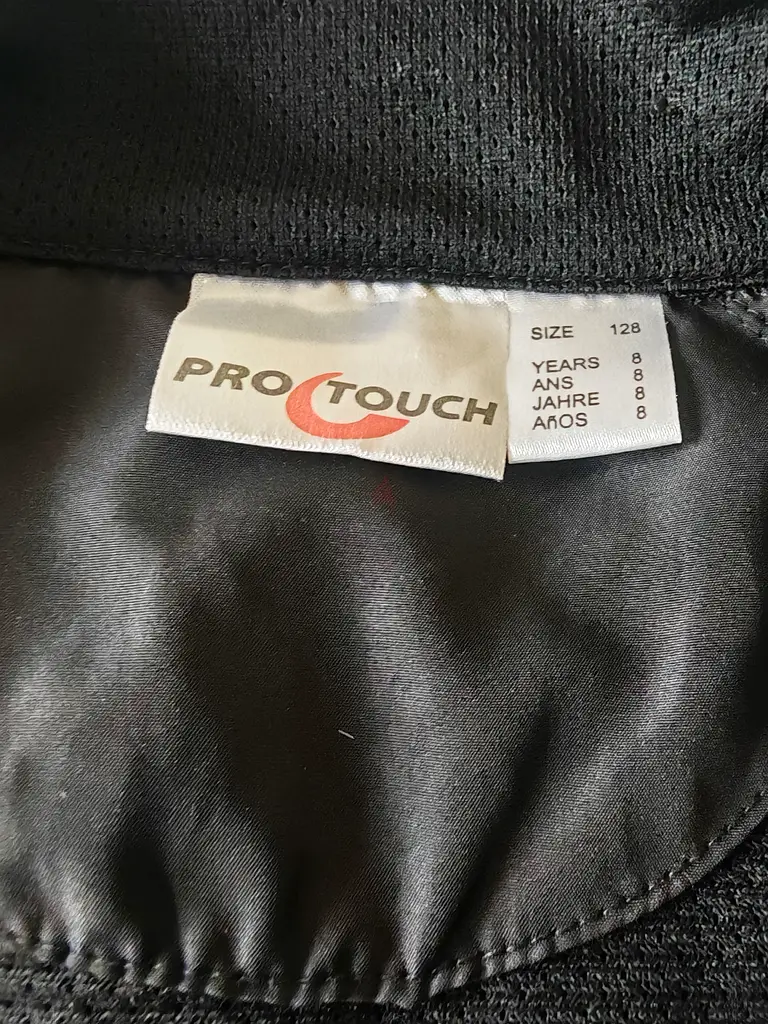 PRO TOUCH
SIZE 128
YEARS 8
ANS 8
JAHRE 8
AñOS 8